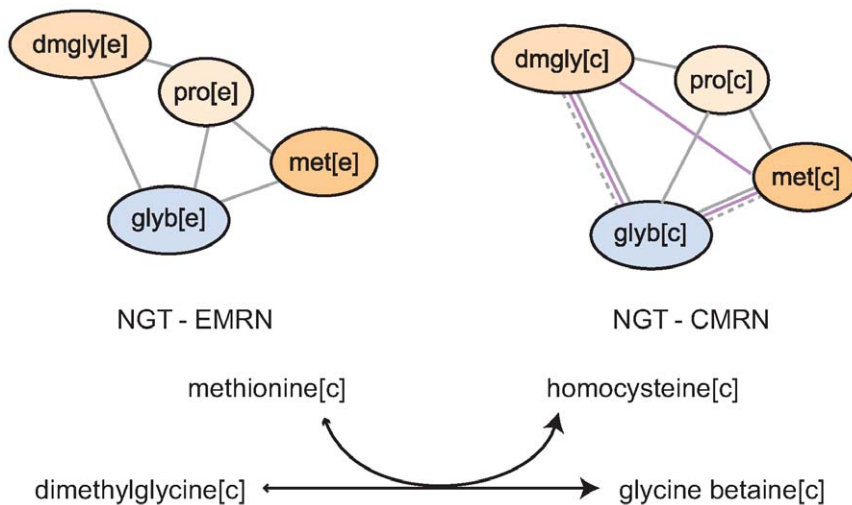 dmgly[e]
pro[e]
met[e]
glyb[e]
dmgly[c]
pro[c]
met[c]
glyb[c]
NGT - EMRN
NGT - CMRN
methionine[c]
homocysteine[c]
dimethylglycine[c]
glycine betaine[c]